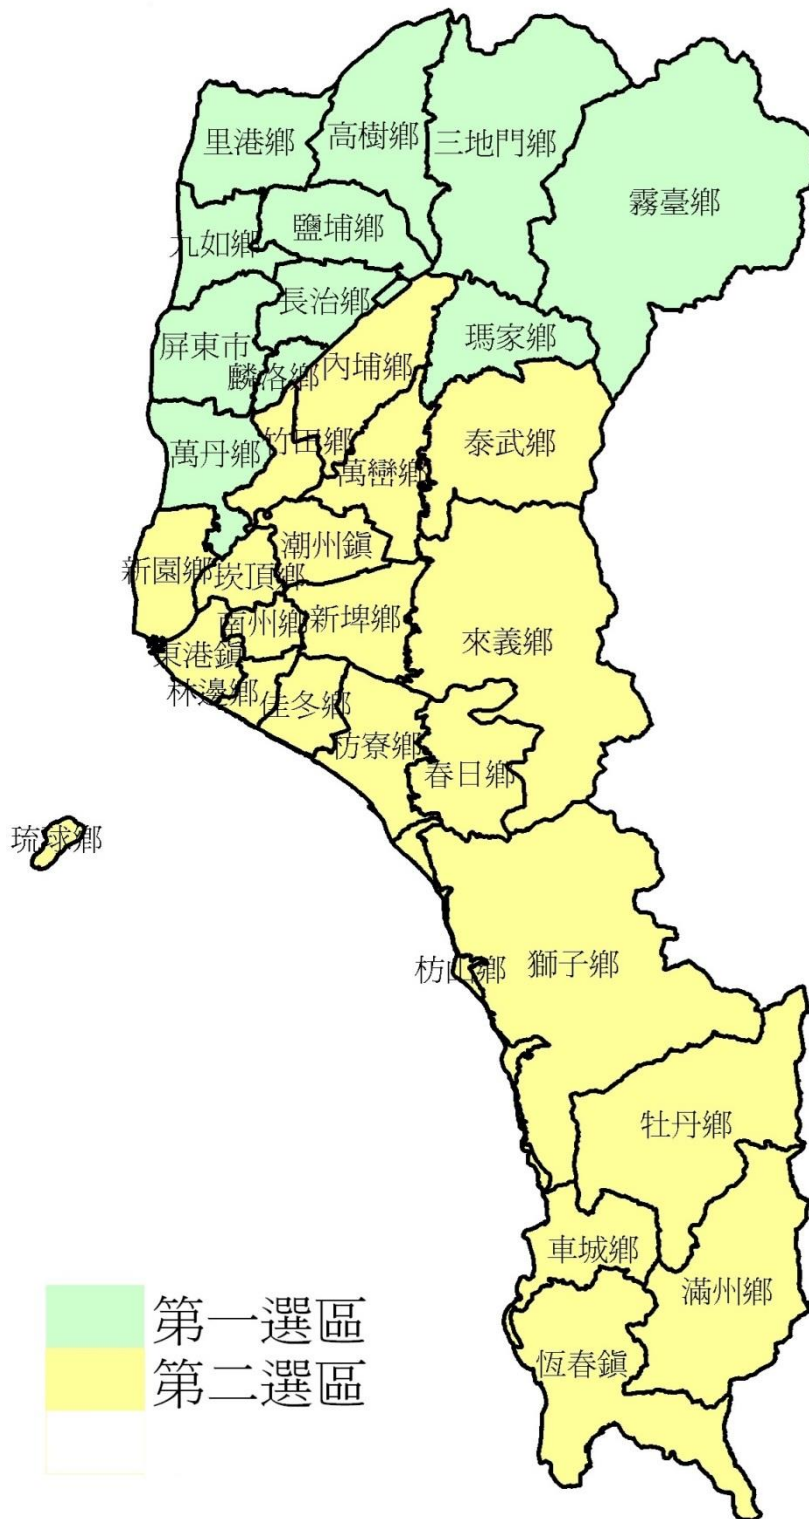 里港鄉
高樹鄉
三地門鄉
霧臺鄉
九如鄉
鹽埔鄉
長治鄉
屏東市
麟洛鄉
內埔鄉
瑪家鄉
萬丹鄉
竹田鄉
萬巒鄉
泰武鄉
潮州鎮
新園鄉
崁頂鄉
南州鄉
新埤鄉
來義鄉
東港鎮
林邊鄉
佳冬鄉
枋寮鄉
春日鄉
琉球鄉
枋山鄉
獅子鄉
牡丹鄉
車城鄉
滿州鄉
恆春鎮
第一選區
第二選區